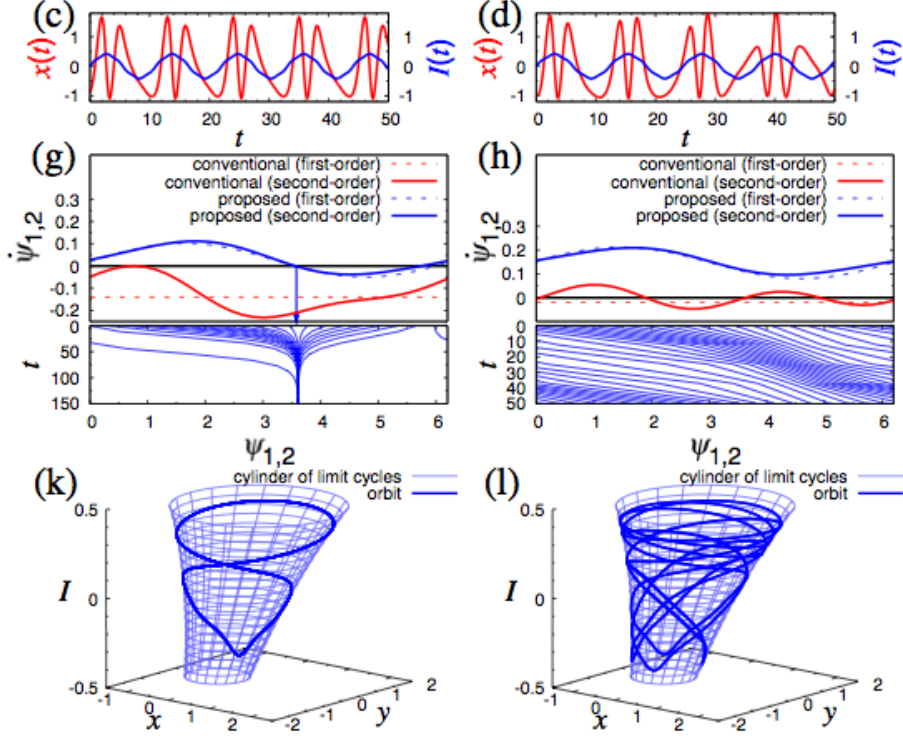 (c)
x(t)
1
0
-1
I(t)
0 10 20 30 40 50
t
(d)
x(t)
1
0
-1
I(t)
0 10 20 30 40 50
t
(g)
conventional (first-order)
conventional (second-order)
proposed (first-order)
proposed (second-order)
ψ̇1,2
0.3
0.2
0.1
0
-0.1
-0.2
t
0
50
100
150
0 1 2 3 4 5 6
ψ1,2
(h)
conventional (first-order)
conventional (second-order)
proposed (first-order)
proposed (second-order)
ψ̇1,2
0.3
0.2
0.1
0
t
0
10
20
30
40
50
0 1 2 3 4 5 6
ψ1,2
(k)
cylinder of limit cycles
orbit
I
0.5
0
-0.5
-1 0 1 2
x
-2 -1 0 1 2
y
(l)
cylinder of limit cycles
orbit
I
0.5
0
-0.5
-1 0 1 2
x
-2 -1 0 1 2
y